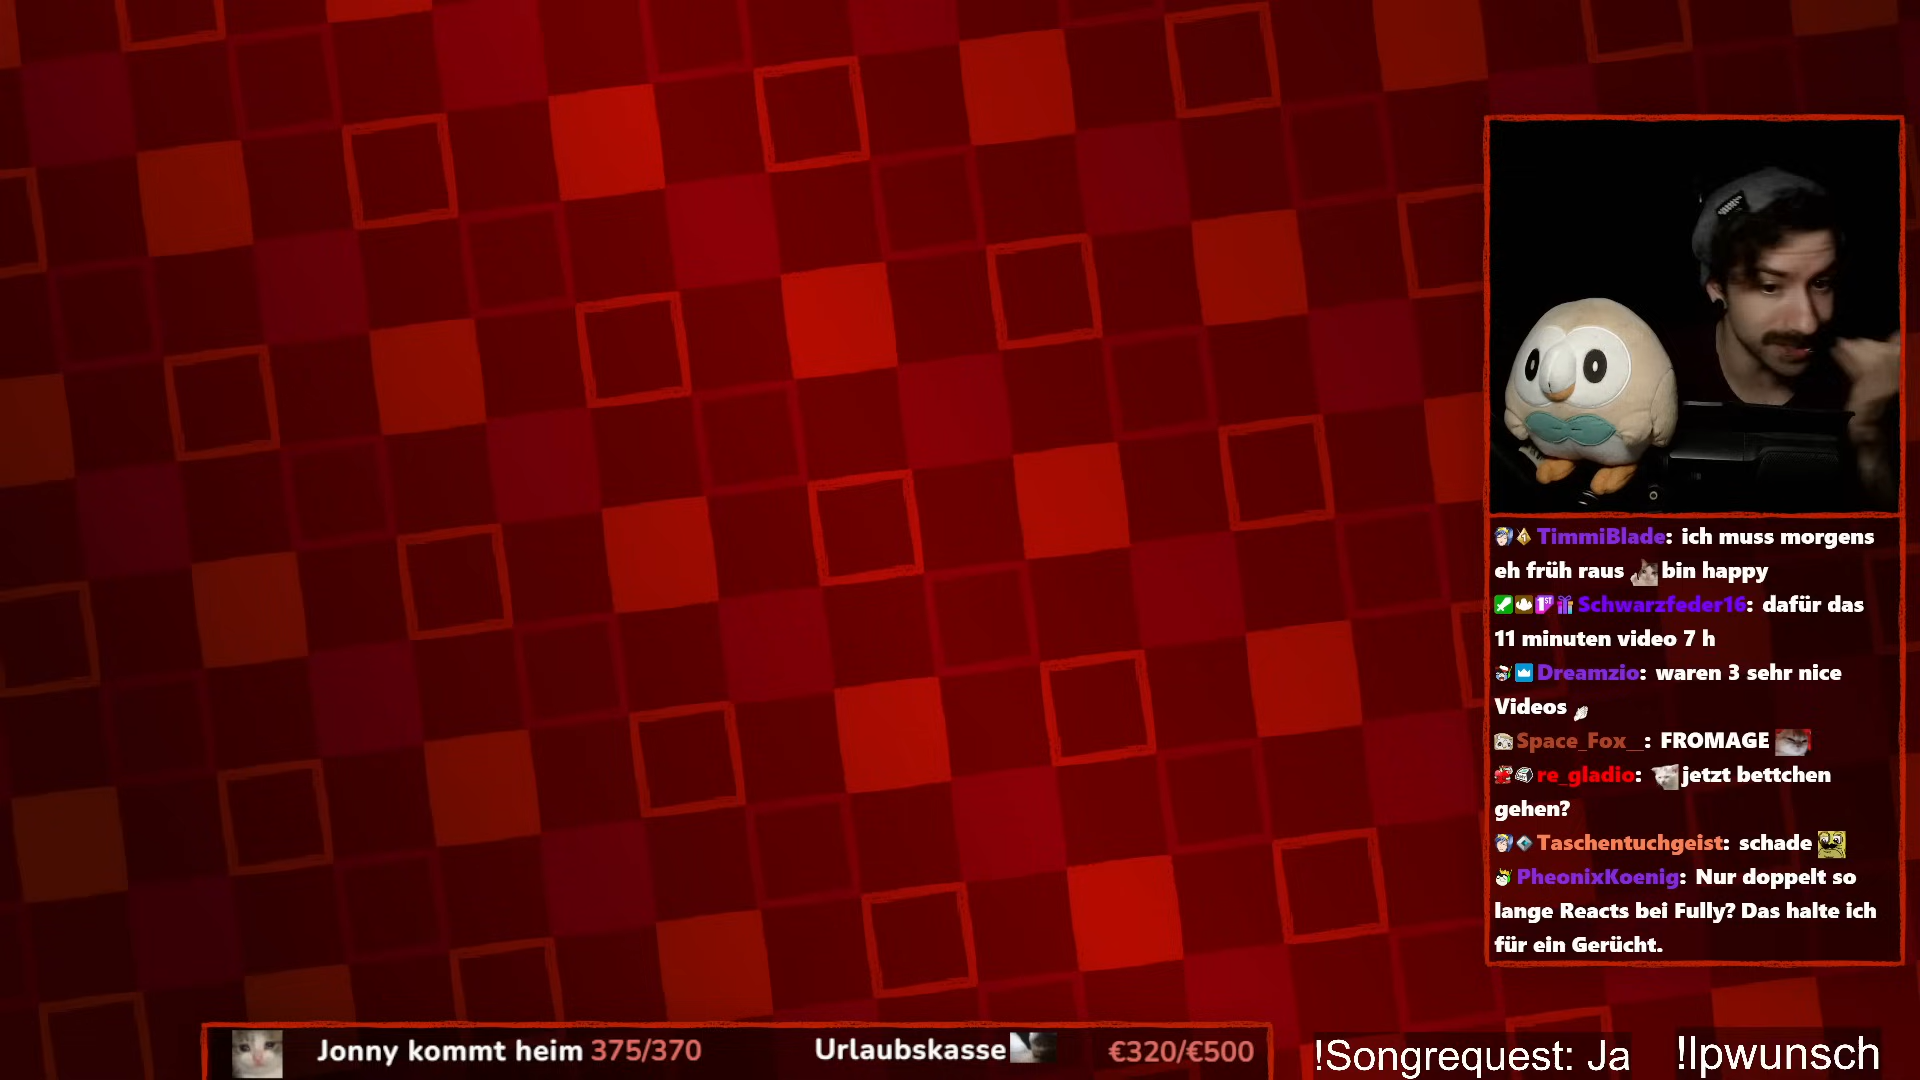 TimmiBlade: ich muss morgens
eh früh raus bin happy
Schwarzfeder16: dafür das
11 minuten video 7 h
Dreamzio: waren 3 sehr nice
Videos
Space_Fox__: FROMAGE
re_gladio: jetzt bettchen
gehen?
Taschentuchgeist: schade
PheonixKoenig: Nur doppelt so
lange Reacts bei Fully? Das halte ich
für ein Gerücht.
Jonny kommt heim 375/370
Urlaubskasse €320/€500
!Songrequest: Ja
!lpwunsch